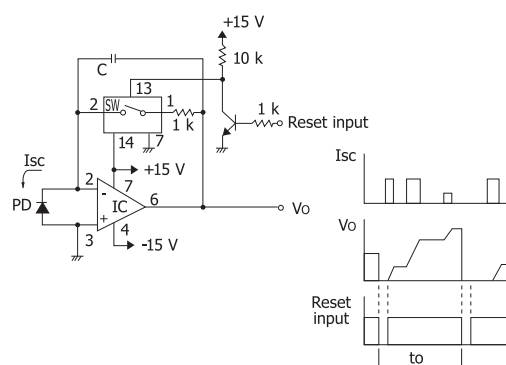 +15 V
10 k
C
13
2
SW
1
1 k
1 k
Reset input
14
7
Isc
+15 V
2
7
-
IC
6
PD
+
Vo
3
4
-15 V
Isc
Vo
Reset
input
to